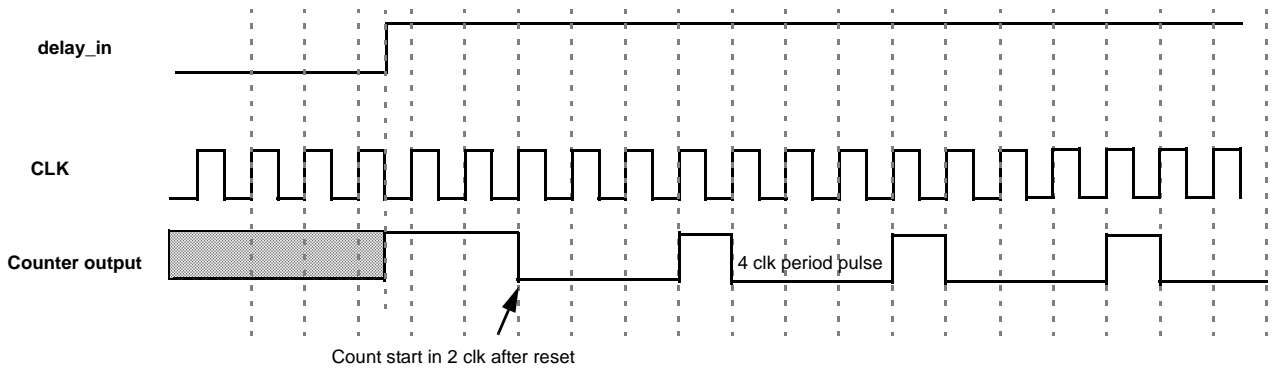 delay_in
CLK
Counter output
4 clk period pulse
Count start in 2 clk after reset